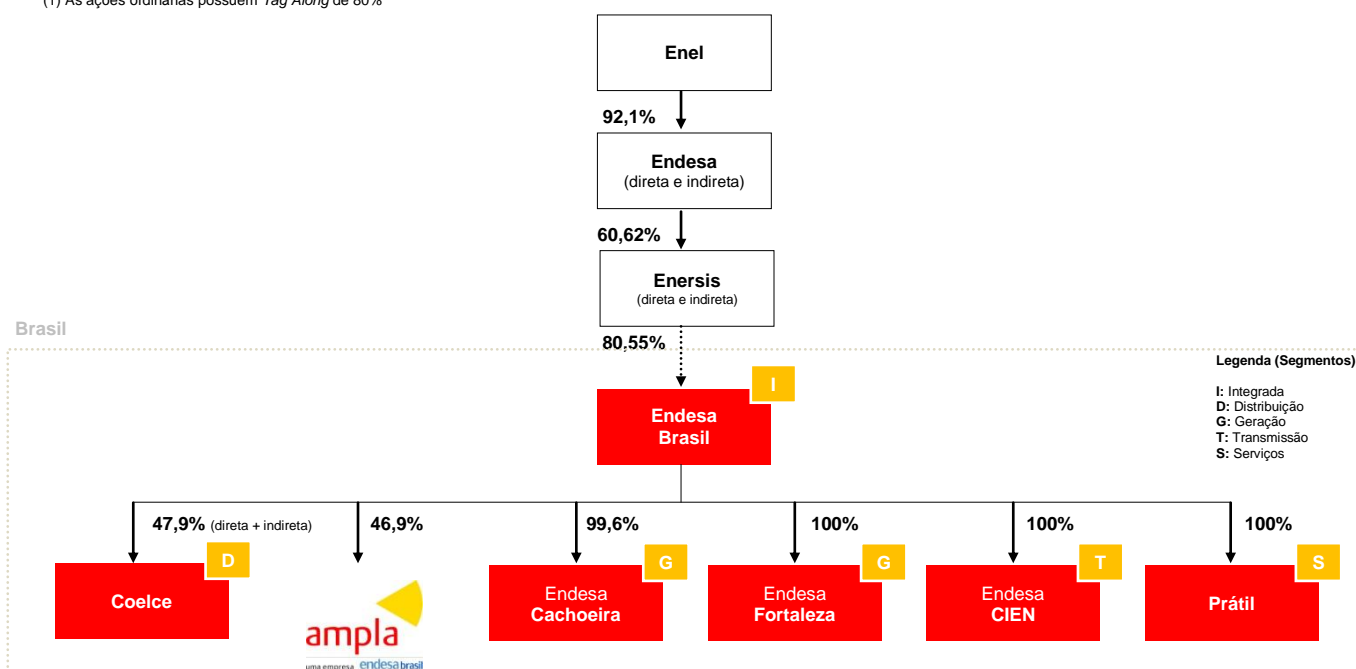 (1) As ações ordinárias possuem Tag Along de 80%
Enel
92,1%
Endesa
(direta e indireta)
60,62%
Enersis
(direta e indireta)
Brasil
80,55%
Legenda (Segmentos)
I: Integrada
D: Distribuição
G: Geração
T: Transmissão
S: Serviços
I
Endesa
Brasil
47,9% (direta + indireta)
46,9%
99,6%
100%
100%
100%
D
G
G
T
S
Coelce
ampla
uma empresa endesabrasil
Endesa
Cachoeira
Endesa
Fortaleza
Endesa
CIEN
Prátil